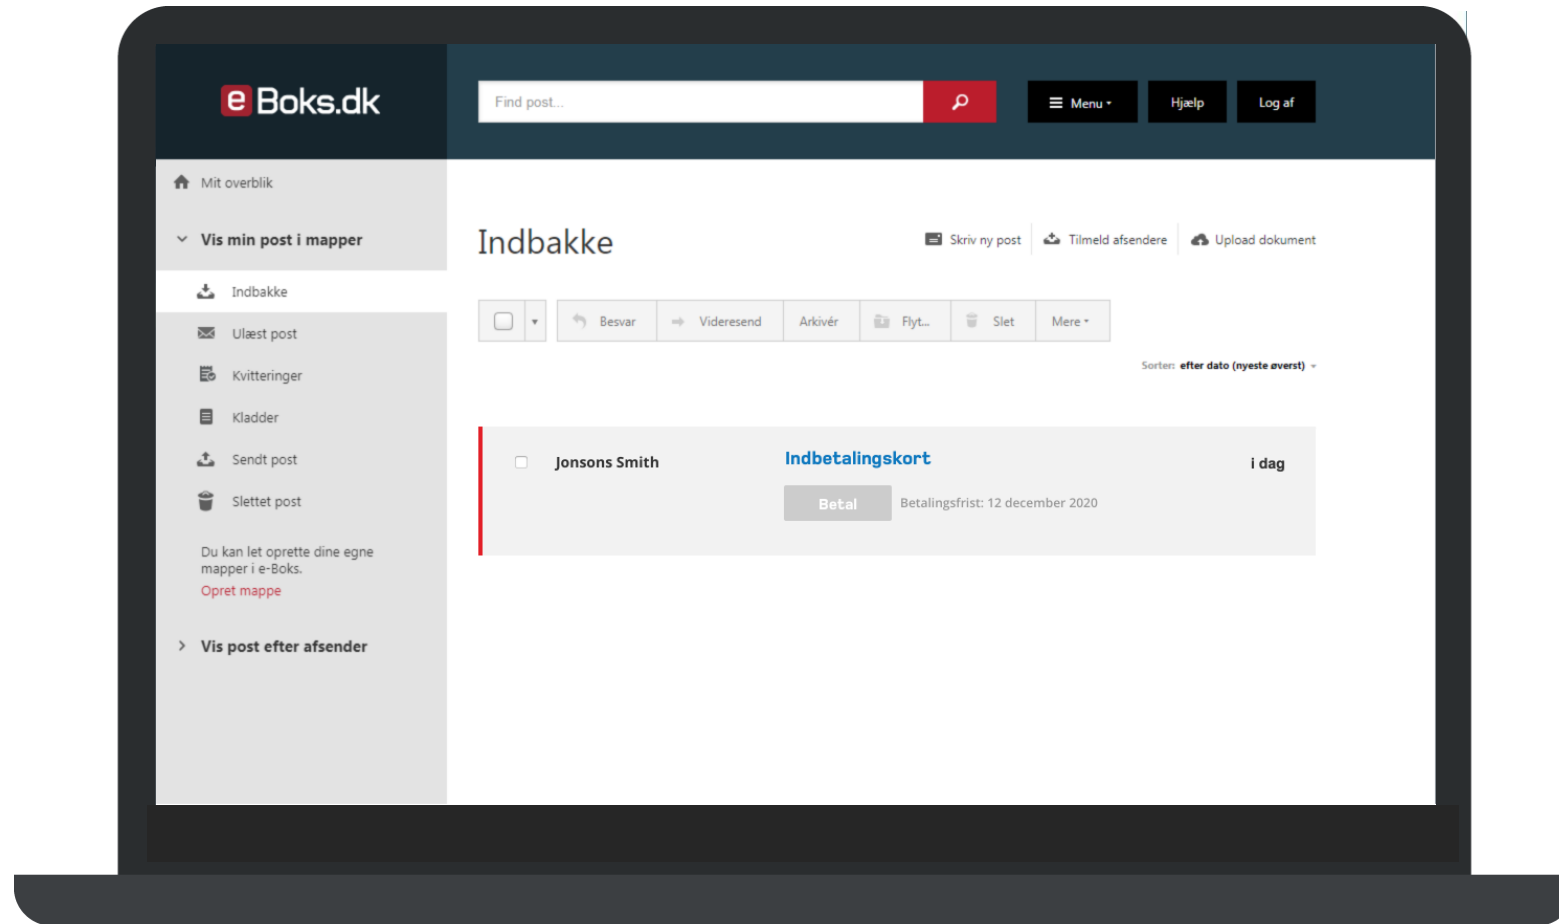 e Boks.dk
Find post...
Menu
Hjælp
Log af
Mit overblik
Vis min post i mapper
Indbakke
Ulæst post
Kvitteringer
Kladder
Sendt post
Slettet post
Du kan let oprette dine egne
mapper i e-Boks.
Opret mappe
Vis post efter afsender
Indbakke
Skriv ny post
Tilmeld afsendere
Upload dokument
Besvar
Videresend
Arkivér
Flyt...
Slet
Mere
Sorter: efter dato (nyeste øverst)
Jonsons Smith
Indbetalingskort
i dag
Betal
Betalingsfrist: 12 december 2020